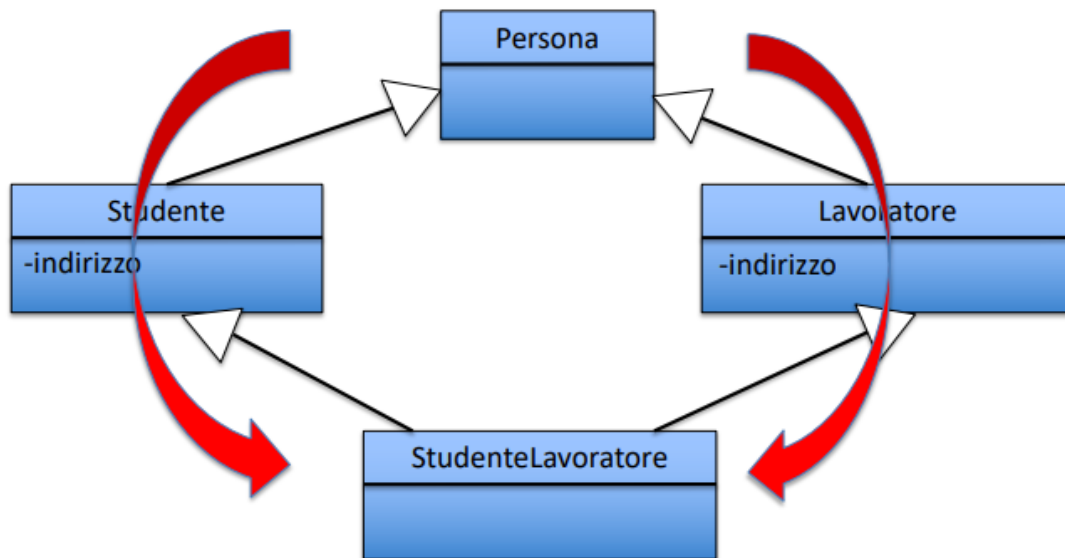 Persona
Studente
-indirizzo
Lavoratore
-indirizzo
StudenteLavoratore